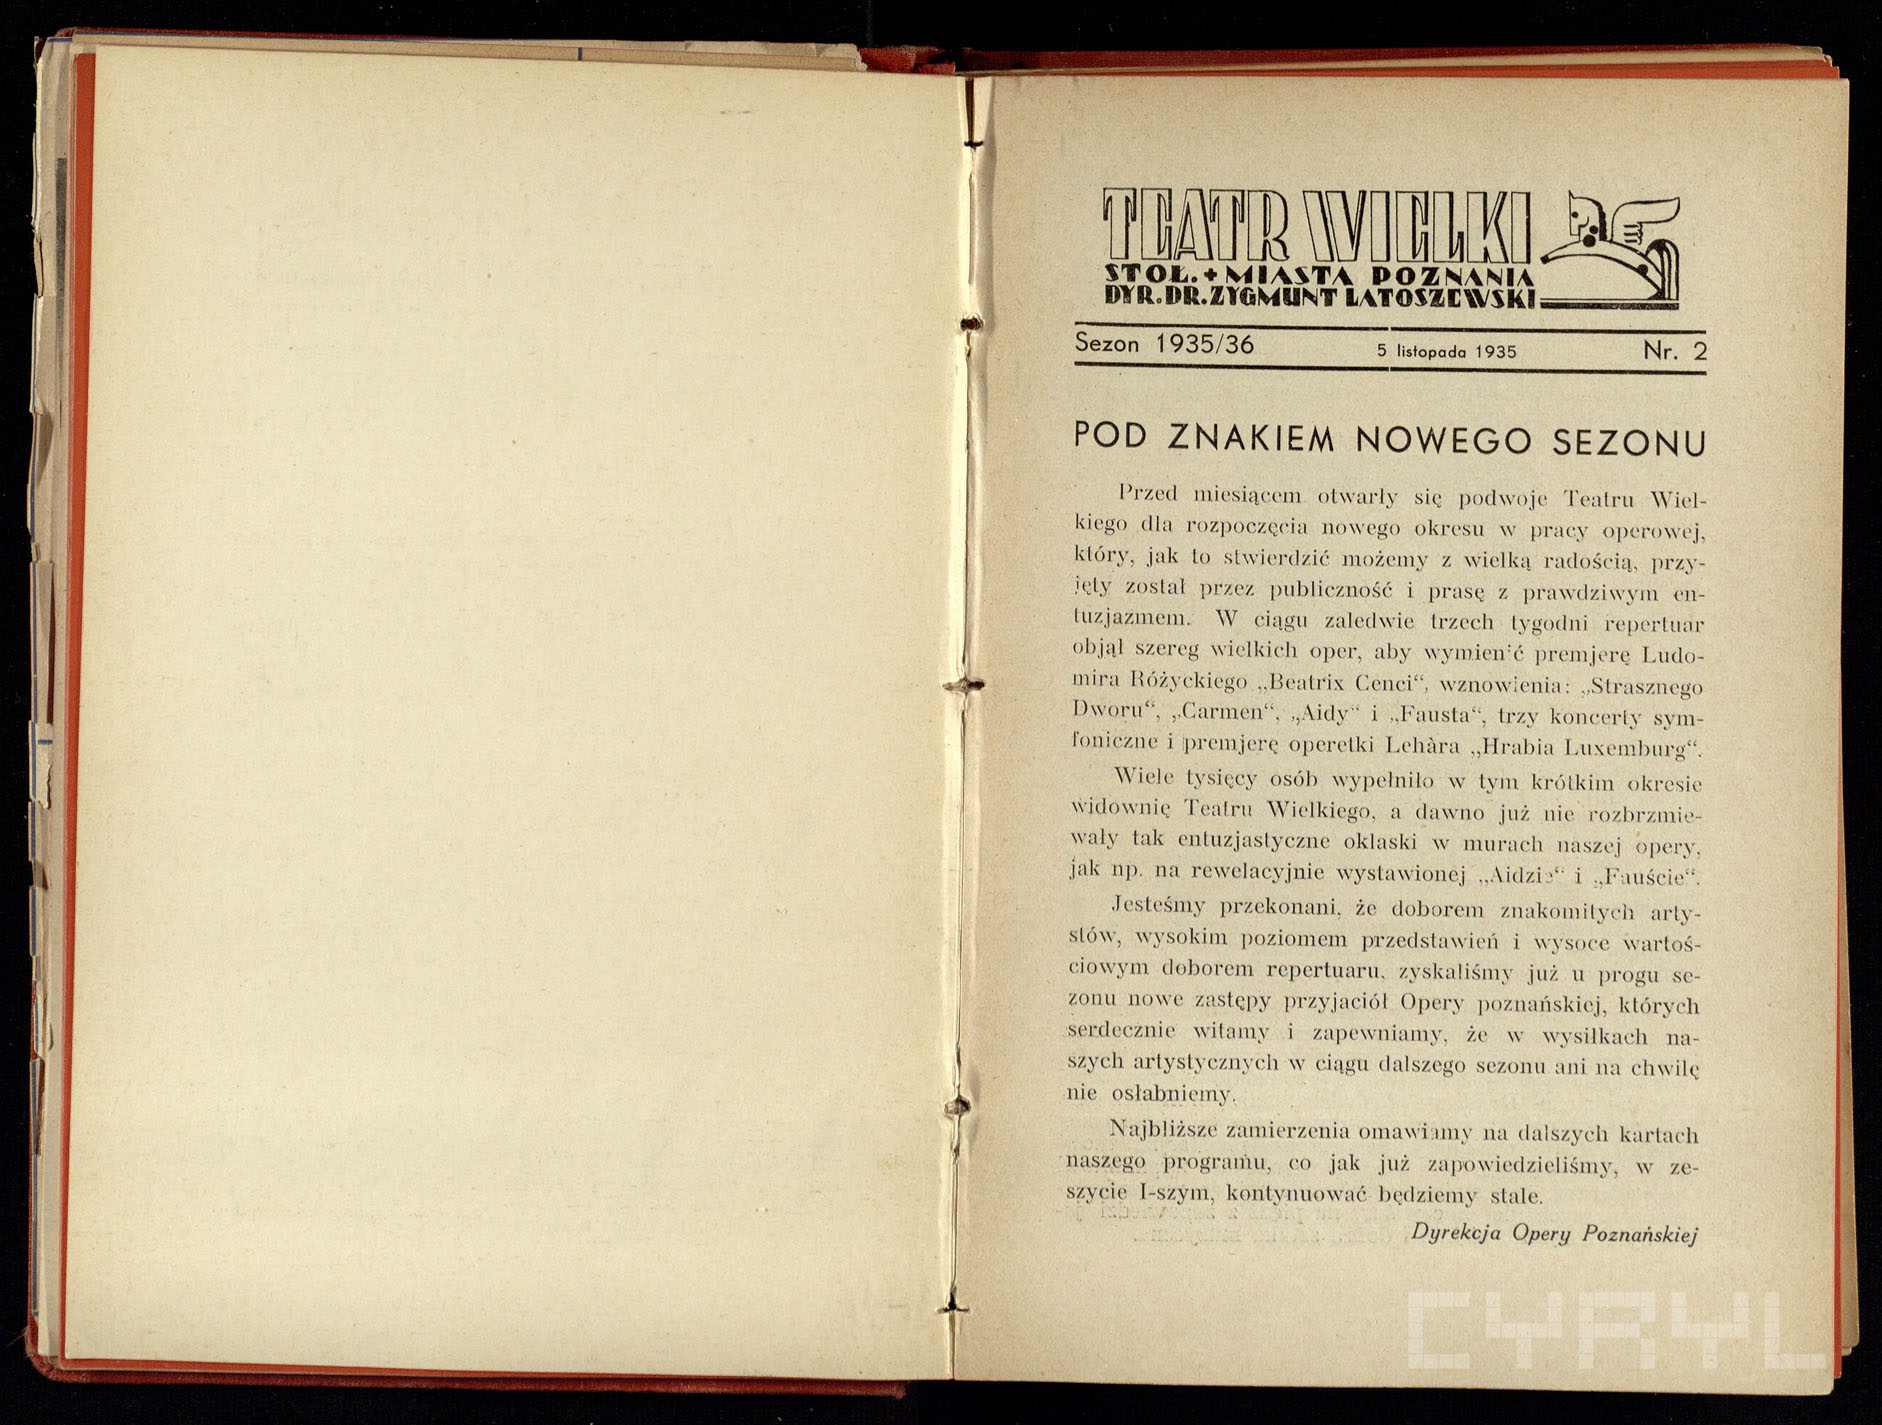 TEATR WIELKI
STOŁ. + MIASTA POZNANIA
DYR. DR. ZYGMUNT LATOSZEWSKI
Sezon 1935/36 5 listopada 1935 Nr. 2
POD ZNAKIEM NOWEGO SEZONU
Przed miesiącem otwarły się podwoje Teatru Wiel-
kiego dla rozpoczęcia nowego okresu w pracy operowej,
który, jak to stwierdzić możemy z wielką radością, przy-
jęty został przez publiczność i prasę z prawdziwym en-
tuzjazmem. W ciągu zaledwie trzech tygodni repertuar
objął szereg wielkich oper, aby wymienić premjerę Ludo-
mira Różyckiego „Beatrix Cenci“, wznowienia: „Strasznego
Dworu“, „Carmen“, „Aidy“ i „Fausta“, trzy koncerty sym-
foniczne i premjerę operetki Lehàra „Hrabia Luxemburg“.
Wiele tysięcy osób wypełniło w tym krótkim okresie
widownię Teatru Wielkiego, a dawno już nie rozbrzmie-
wały tak entuzjastyczne oklaski w murach naszej opery,
jak np. na rewelacyjnie wystawionej „Aidzie“ i „Fauście“.
Jesteśmy przekonani, że doborem znakomitych arty-
stów, wysokim poziomem przedstawień i wysoce wartoś-
ciowym doborem repertuaru, zyskaliśmy już u progu se-
zonu nowe zastępy przyjaciół Opery poznańskiej, których
serdecznie witamy i zapewniamy, że w wysiłkach na-
szych artystycznych w ciągu dalszego sezonu ani na chwilę
nie osłabniemy.
Najbliższe zamierzenia omawiamy na dalszych kartach
naszego programu, co jak już zapowiedzieliśmy, w ze-
szycie I-szym, kontynuować będziemy stale.
Dyrekcja Opery Poznańskiej
CYRYL